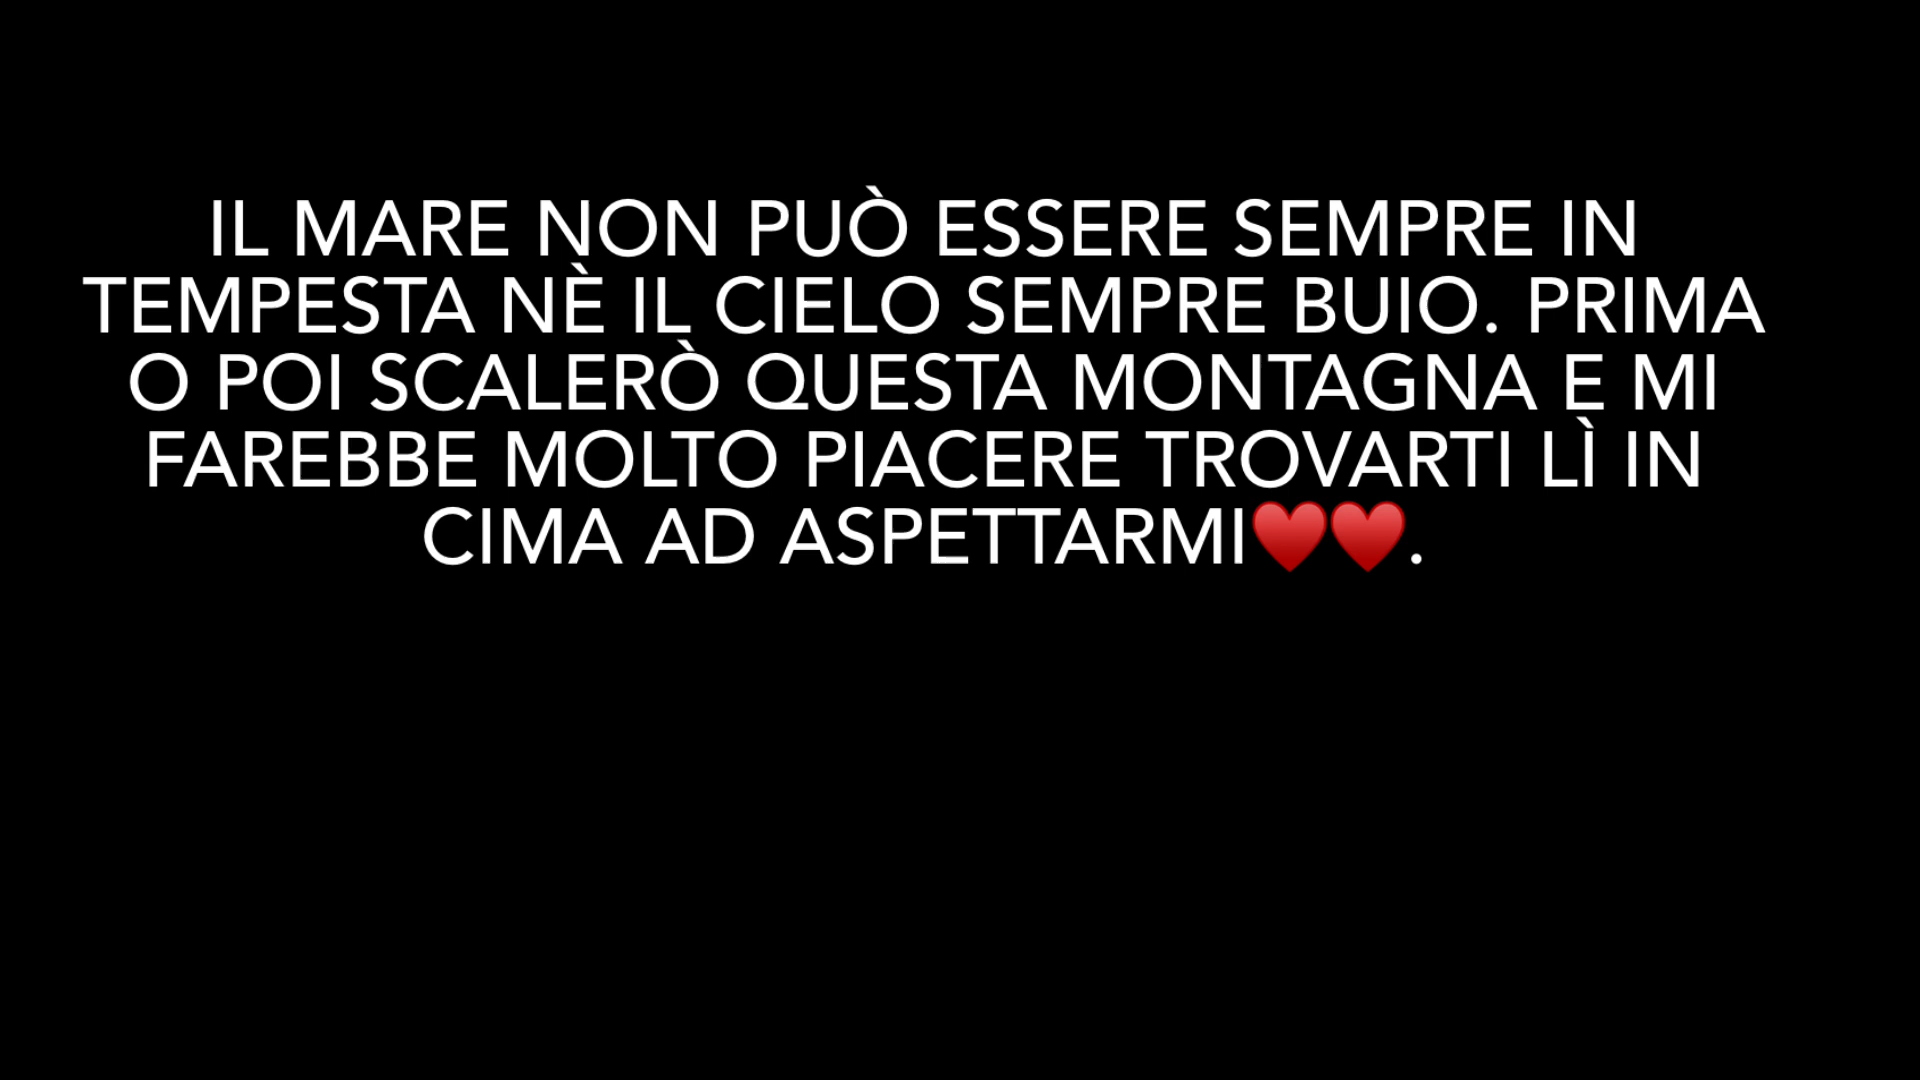 IL MARE NON PUÒ ESSERE SEMPRE IN
TEMPESTA NÈ IL CIELO SEMPRE BUIO. PRIMA
O POI SCALERÒ QUESTA MONTAGNA E MI
FAREBBE MOLTO PIACERE TROVARTI LÌ IN
CIMA AD ASPETTARMI♥️♥️.